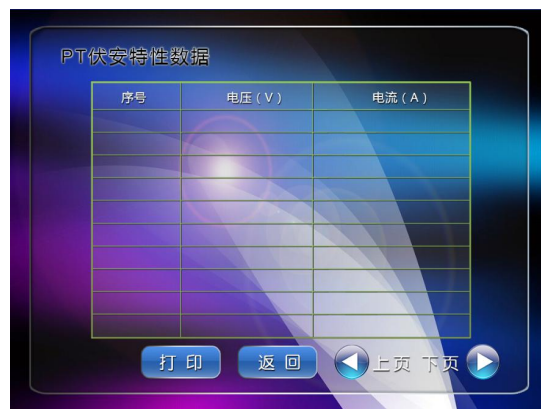 PT伏安特性数据
序号 电压(V) 电流(A)
打 印 返 回 上页 下页